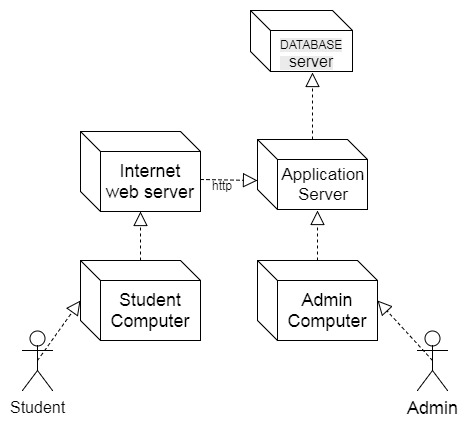 DATABASE
server
Internet
web server
http
Application
Server
Student
Computer
Admin
Computer
Student
Admin